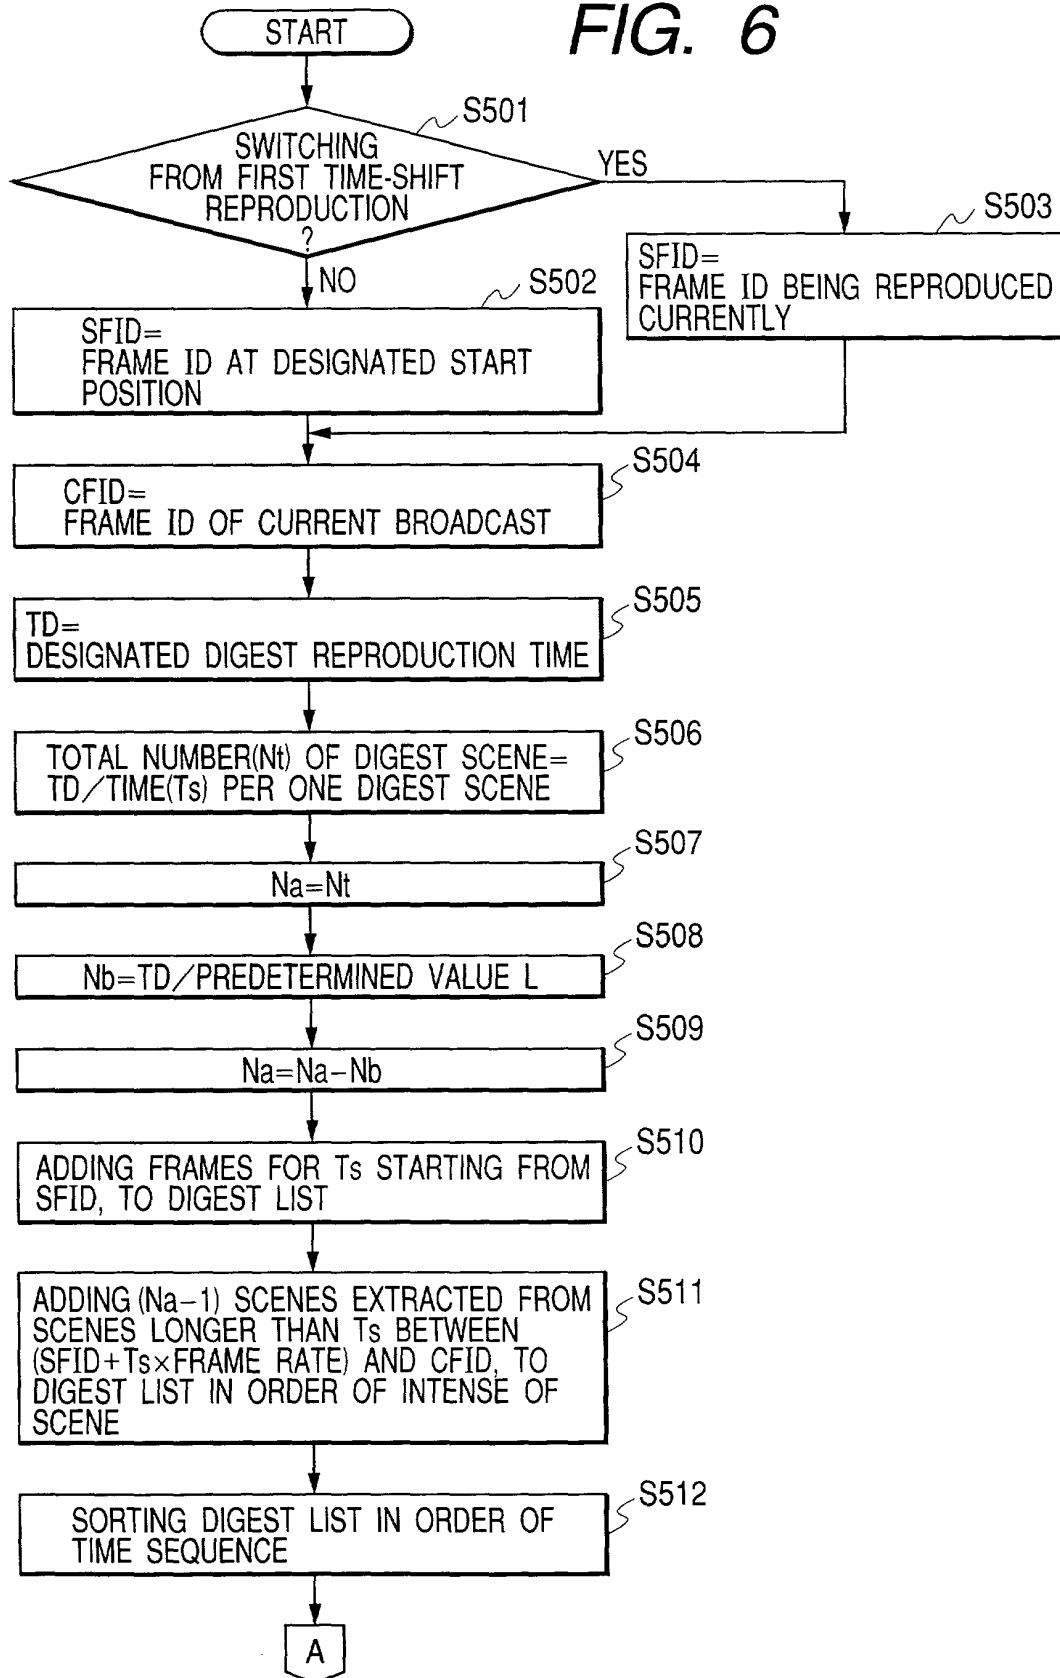 FIG. 6
START
S501
SWITCHING
FROM FIRST TIME-SHIFT
REPRODUCTION
?
YES
NO
S503
SFID=
FRAME ID BEING REPRODUCED
CURRENTLY
S502
SFID=
FRAME ID AT DESIGNATED START
POSITION
S504
CFID=
FRAME ID OF CURRENT BROADCAST
S505
TD=
DESIGNATED DIGEST REPRODUCTION TIME
S506
TOTAL NUMBER(Nt) OF DIGEST SCENE=
TD/TIME(Ts) PER ONE DIGEST SCENE
S507
Na=Nt
S508
Nb=TD/PREDETERMINED VALUE L
S509
Na=Na-Nb
S510
ADDING FRAMES FOR Ts STARTING FROM
SFID, TO DIGEST LIST
S511
ADDING (Na-1) SCENES EXTRACTED FROM
SCENES LONGER THAN Ts BETWEEN
(SFID+Ts×FRAME RATE) AND CFID, TO
DIGEST LIST IN ORDER OF INTENSE OF
SCENE
S512
SORTING DIGEST LIST IN ORDER OF
TIME SEQUENCE
A